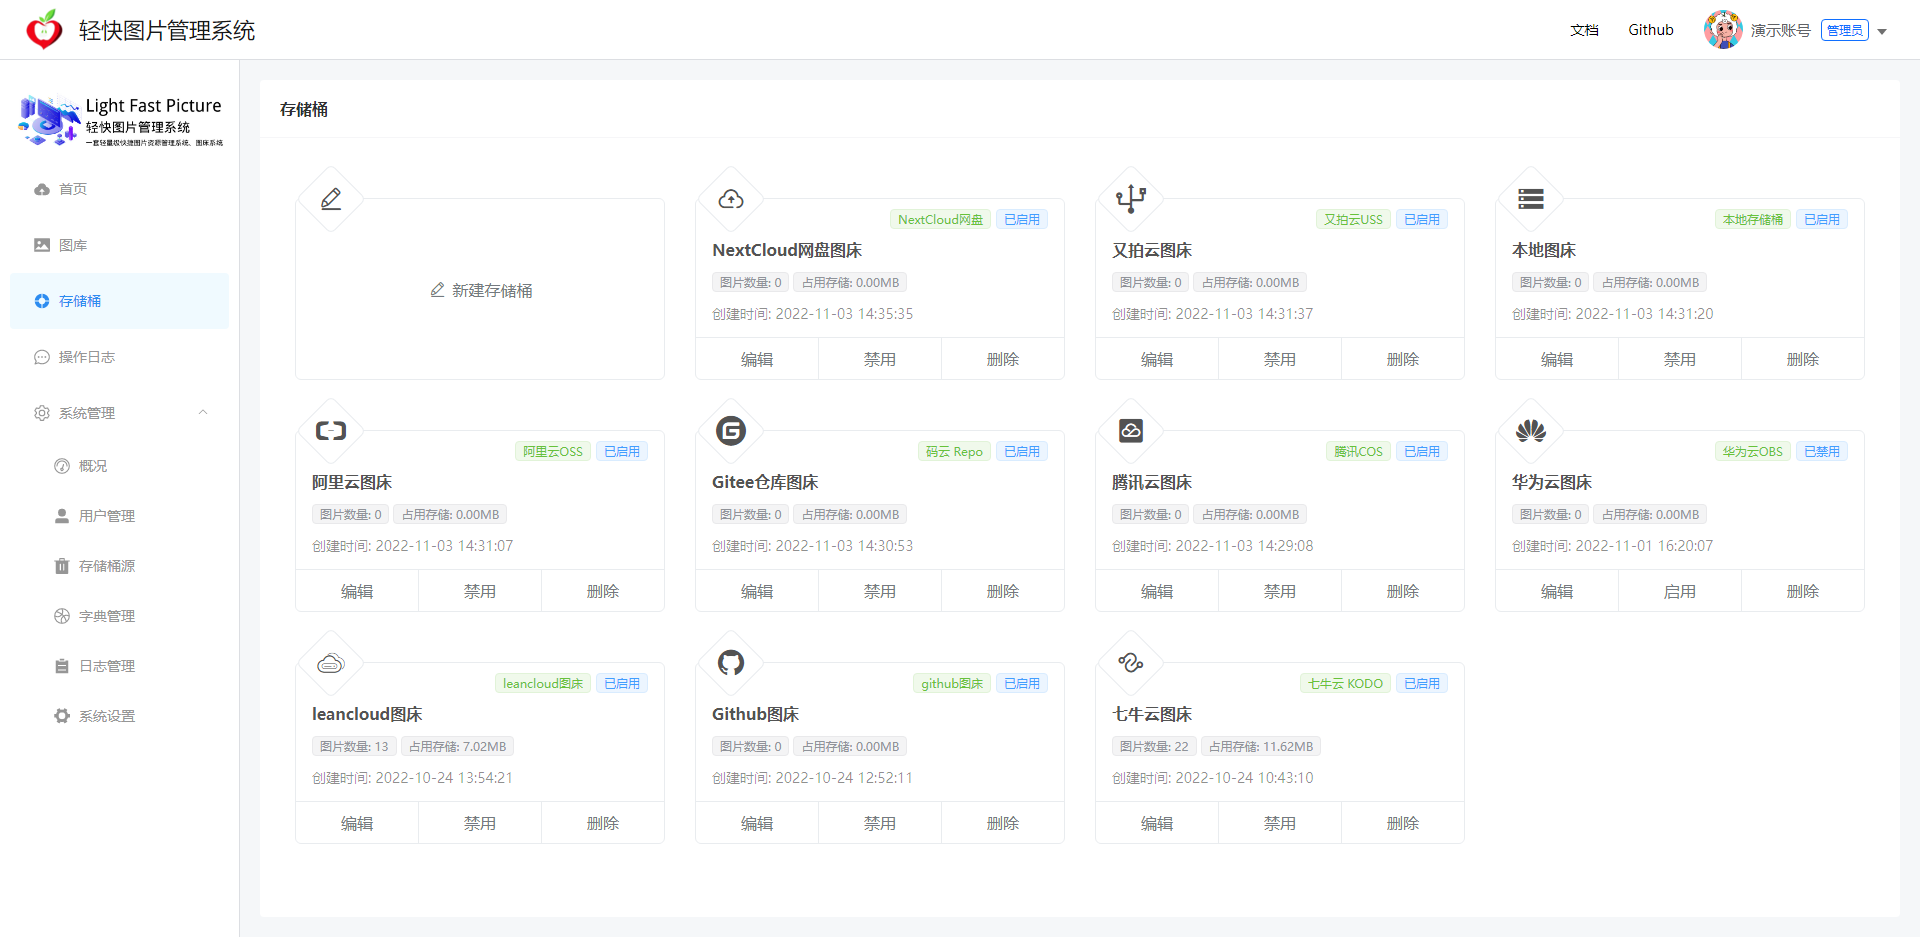 轻快图片管理系统
文档
Github
演示账号
管理员
Light Fast Picture
轻快图片管理系统
一套轻量级快捷图片资源管理系统、图床系统
首页
图库
存储桶
操作日志
系统管理
概况
用户管理
存储桶源
字典管理
日志管理
系统设置
存储桶
新建存储桶
NextCloud网盘 已启用
NextCloud网盘图床
图片数量: 0 占用存储: 0.00MB
创建时间: 2022-11-03 14:35:35
编辑 禁用 删除
又拍云USS 已启用
又拍云图床
图片数量: 0 占用存储: 0.00MB
创建时间: 2022-11-03 14:31:37
编辑 禁用 删除
本地存储桶 已启用
本地图床
图片数量: 0 占用存储: 0.00MB
创建时间: 2022-11-03 14:31:20
编辑 禁用 删除
阿里云OSS 已启用
阿里云图床
图片数量: 0 占用存储: 0.00MB
创建时间: 2022-11-03 14:31:07
编辑 禁用 删除
码云 Repo 已启用
Gitee仓库图床
图片数量: 0 占用存储: 0.00MB
创建时间: 2022-11-03 14:30:53
编辑 禁用 删除
腾讯COS 已启用
腾讯云图床
图片数量: 0 占用存储: 0.00MB
创建时间: 2022-11-03 14:29:08
编辑 禁用 删除
华为云OBS 已禁用
华为云图床
图片数量: 0 占用存储: 0.00MB
创建时间: 2022-11-01 16:20:07
编辑 启用 删除
leancloud图床 已启用
leancloud图床
图片数量: 13 占用存储: 7.02MB
创建时间: 2022-10-24 13:54:21
编辑 禁用 删除
github图床 已启用
Github图床
图片数量: 0 占用存储: 0.00MB
创建时间: 2022-10-24 12:52:11
编辑 禁用 删除
七牛云 KODO 已启用
七牛云图床
图片数量: 22 占用存储: 11.62MB
创建时间: 2022-10-24 10:43:10
编辑 禁用 删除